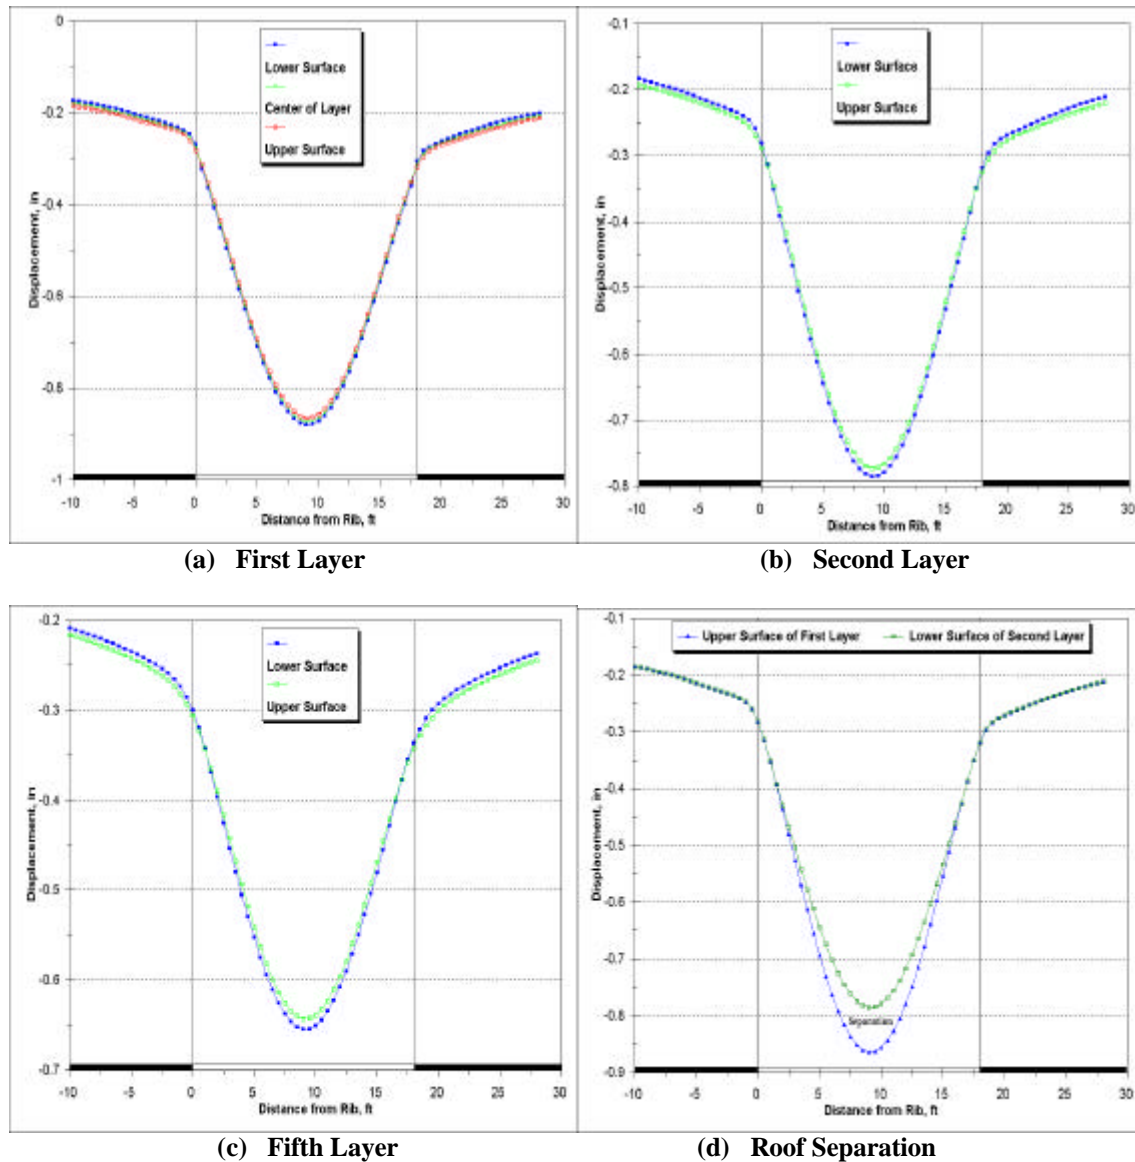 0
-0.2
-0.4
-0.6
-0.8
-1
Displacement, in
Lower Surface
Center of Layer
Upper Surface
-10 -5 0 5 10 15 20 25 30
Distance from Rib, ft
(a) First Layer
-0.1
-0.2
-0.3
-0.4
-0.5
-0.6
-0.7
-0.8
Displacement, in
Lower Surface
Upper Surface
-10 -5 0 5 10 15 20 25 30
Distance from Rib, ft
(b) Second Layer
-0.2
-0.3
-0.4
-0.5
-0.6
-0.7
Displacement, in
Lower Surface
Upper Surface
-10 -5 0 5 10 15 20 25 30
Distance from Rib, ft
(c) Fifth Layer
-0.1
-0.2
-0.3
-0.4
-0.5
-0.6
-0.7
-0.8
-0.9
Displacement, in
Upper Surface of First Layer Lower Surface of Second Layer
Separation
-10 -5 0 5 10 15 20 25 30
Distance from Rib, ft
(d) Roof Separation